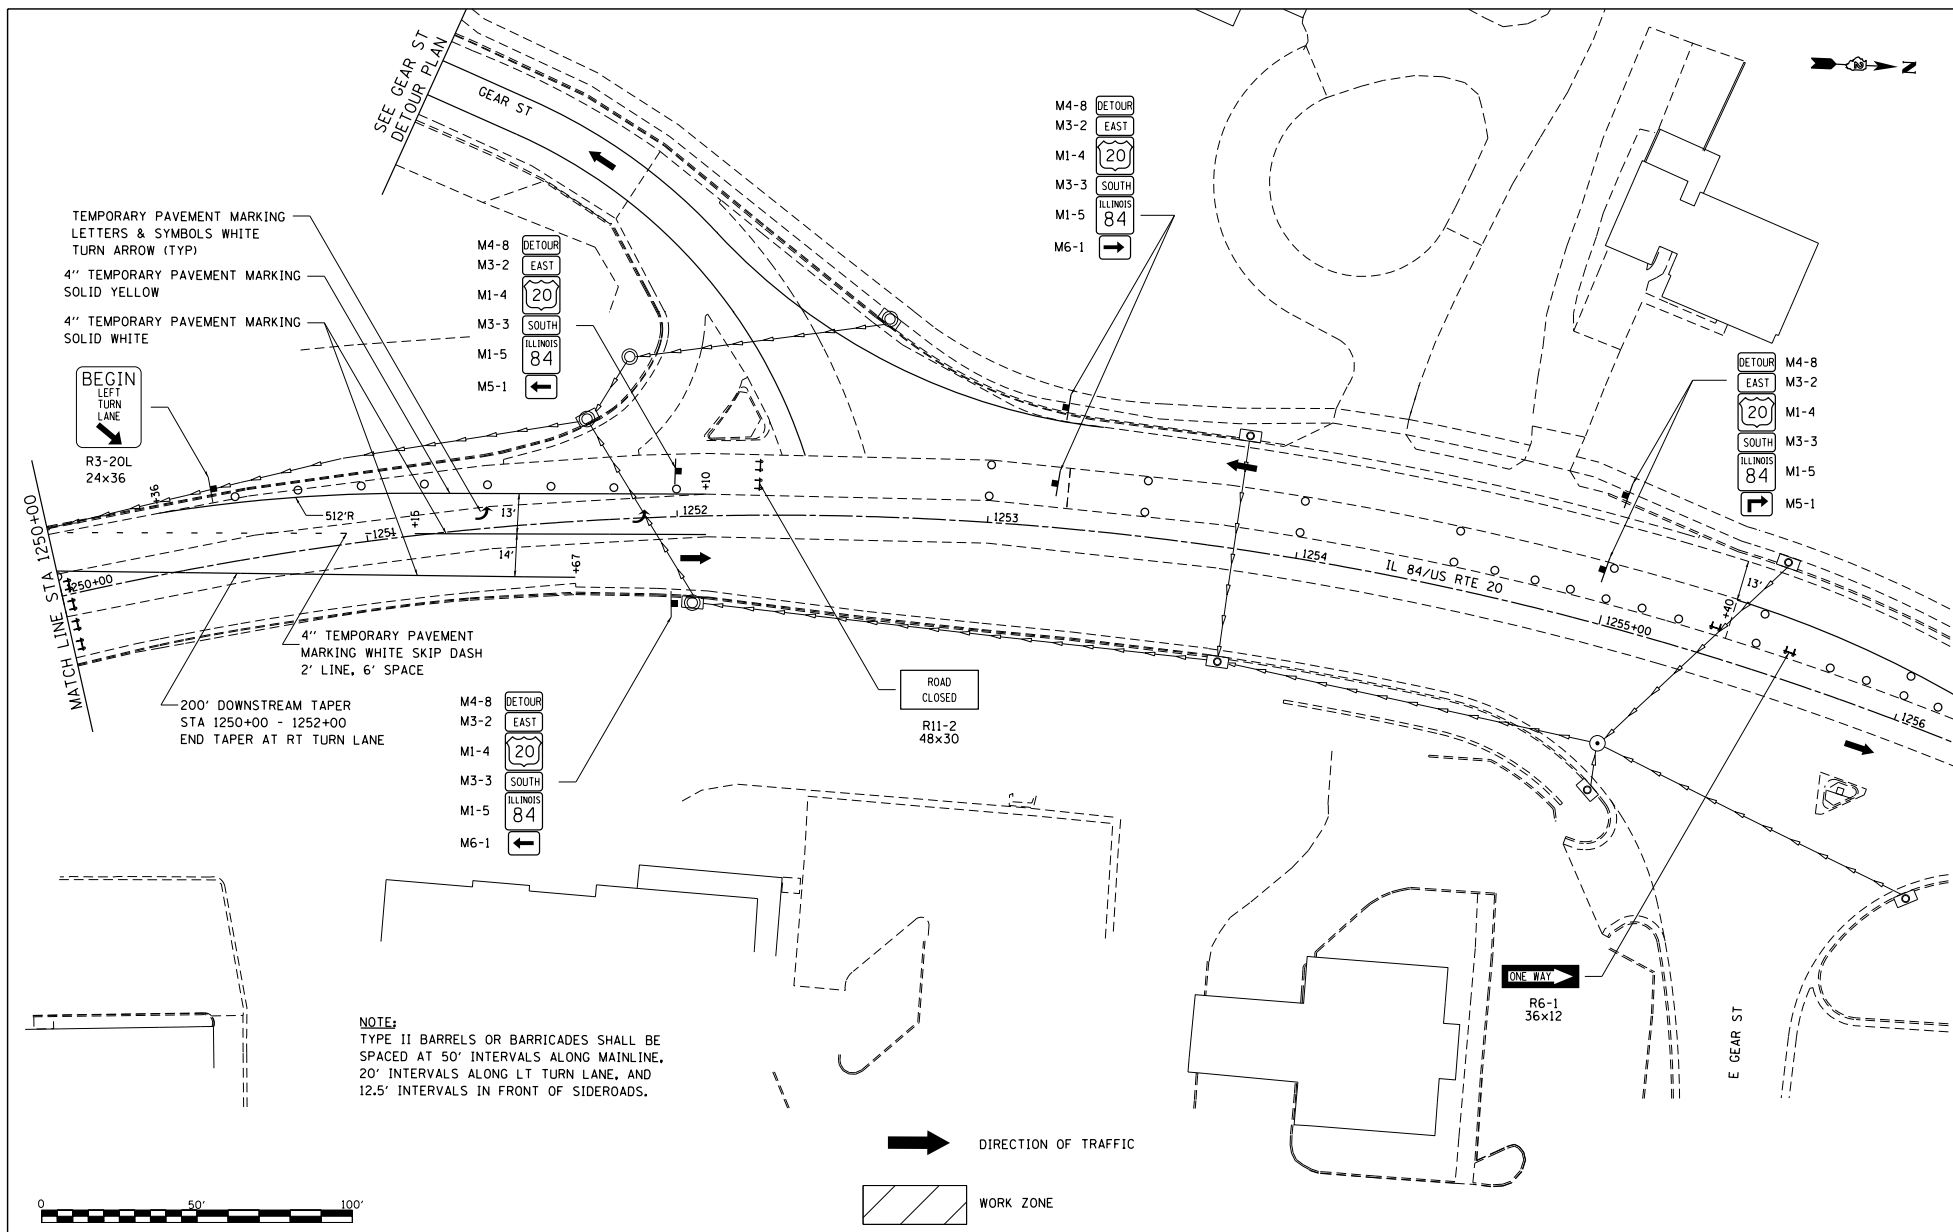 SEE GEAR ST
DETOUR PLAN
GEAR ST
N
M4-8 DETOUR
M3-2 EAST
M1-4 20
M3-3 SOUTH
M1-5 ILLINOIS 84
M6-1
TEMPORARY PAVEMENT MARKING
LETTERS & SYMBOLS WHITE
TURN ARROW (TYP)
4" TEMPORARY PAVEMENT MARKING
SOLID YELLOW
4" TEMPORARY PAVEMENT MARKING
SOLID WHITE
M4-8 DETOUR
M3-2 EAST
M1-4 20
M3-3 SOUTH
M1-5 ILLINOIS 84
M5-1
BEGIN
LEFT
TURN
LANE
R3-20L
24x36
DETOUR M4-8
EAST M3-2
20 M1-4
SOUTH M3-3
ILLINOIS 84 M1-5
M5-1
MATCH LINE STA 1250+00
+36
512'R
+15
13'
14'
+67
+10
1250+00
1251
1252
1253
1254
IL 84/US RTE 20
1255+00
+40
13'
1256
4" TEMPORARY PAVEMENT
MARKING WHITE SKIP DASH
2' LINE, 6' SPACE
200' DOWNSTREAM TAPER
STA 1250+00 - 1252+00
END TAPER AT RT TURN LANE
M4-8 DETOUR
M3-2 EAST
M1-4 20
M3-3 SOUTH
M1-5 ILLINOIS 84
M6-1
ROAD
CLOSED
R11-2
48x30
ONE WAY
R6-1
36x12
E GEAR ST
NOTE:
TYPE II BARRELS OR BARRICADES SHALL BE
SPACED AT 50' INTERVALS ALONG MAINLINE,
20' INTERVALS ALONG LT TURN LANE, AND
12.5' INTERVALS IN FRONT OF SIDEROADS.
DIRECTION OF TRAFFIC
WORK ZONE
0 50' 100'